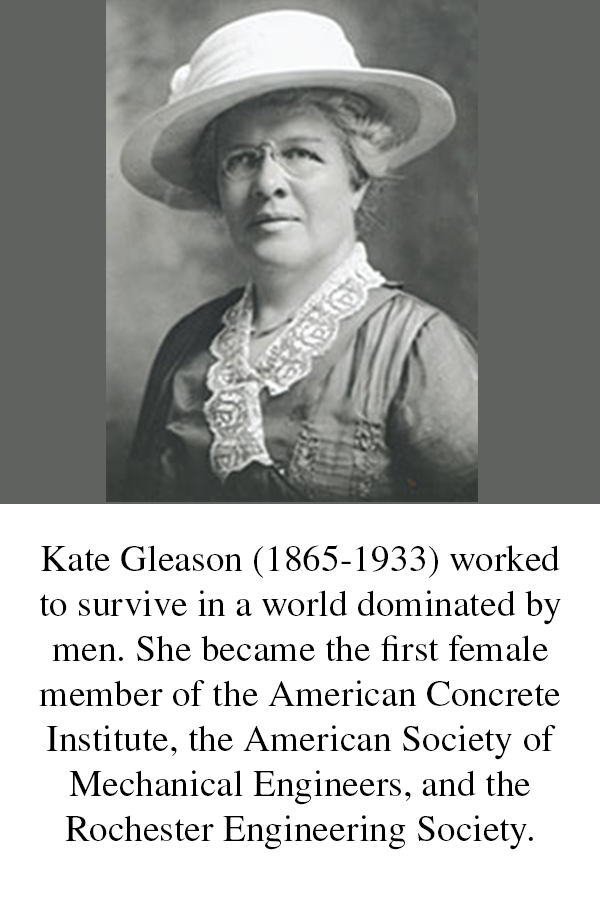 Kate Gleason (1865-1933) worked
to survive in a world dominated by
men. She became the first female
member of the American Concrete
Institute, the American Society of
Mechanical Engineers, and the
Rochester Engineering Society.